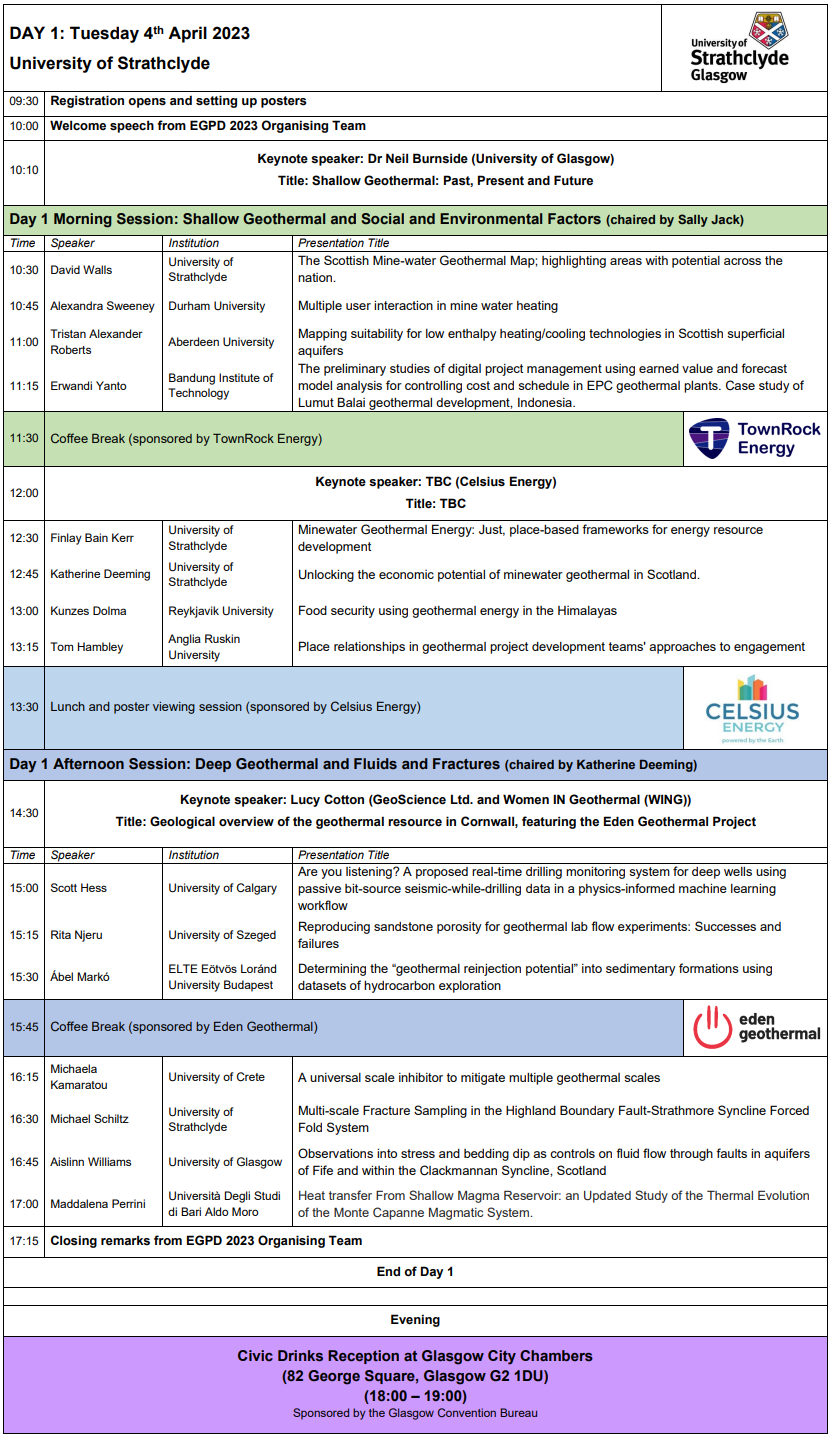 DAY 1: Tuesday 4th April 2023
University of Strathclyde
University of
Strathclyde
Glasgow
09:30 Registration opens and setting up posters
10:00 Welcome speech from EGPD 2023 Organising Team
10:10
Keynote speaker: Dr Neil Burnside (University of Glasgow)
Title: Shallow Geothermal: Past, Present and Future
Day 1 Morning Session: Shallow Geothermal and Social and Environmental Factors (chaired by Sally Jack)
Time Speaker Institution Presentation Title
10:30 David Walls
University of
Strathclyde
The Scottish Mine-water Geothermal Map; highlighting areas with potential across the
nation.
10:45 Alexandra Sweeney Durham University Multiple user interaction in mine water heating
11:00
Tristan Alexander
Roberts
Aberdeen University
Mapping suitability for low enthalpy heating/cooling technologies in Scottish superficial
aquifers
11:15 Erwandi Yanto
Bandung Institute of
Technology
The preliminary studies of digital project management using earned value and forecast
model analysis for controlling cost and schedule in EPC geothermal plants. Case study of
Lumut Balai geothermal development, Indonesia.
11:30 Coffee Break (sponsored by TownRock Energy)
TownRock
Energy
12:00
Keynote speaker: TBC (Celsius Energy)
Title: TBC
12:30 Finlay Bain Kerr
University of
Strathclyde
Minewater Geothermal Energy: Just, place-based frameworks for energy resource
development
12:45 Katherine Deeming
University of
Strathclyde
Unlocking the economic potential of minewater geothermal in Scotland.
13:00 Kunzes Dolma Reykjavik University Food security using geothermal energy in the Himalayas
13:15 Tom Hambley
Anglia Ruskin
University
Place relationships in geothermal project development teams' approaches to engagement
13:30 Lunch and poster viewing session (sponsored by Celsius Energy)
CELSIUS
ENERGY
powered by the Earth
Day 1 Afternoon Session: Deep Geothermal and Fluids and Fractures (chaired by Katherine Deeming)
14:30
Keynote speaker: Lucy Cotton (GeoScience Ltd. and Women IN Geothermal (WING))
Title: Geological overview of the geothermal resource in Cornwall, featuring the Eden Geothermal Project
Time Speaker Institution Presentation Title
15:00 Scott Hess University of Calgary
Are you listening? A proposed real-time drilling monitoring system for deep wells using
passive bit-source seismic-while-drilling data in a physics-informed machine learning
workflow
15:15 Rita Njeru University of Szeged
Reproducing sandstone porosity for geothermal lab flow experiments: Successes and
failures
15:30 Ábel Markó
ELTE Eötvös Loránd
University Budapest
Determining the “geothermal reinjection potential” into sedimentary formations using
datasets of hydrocarbon exploration
15:45 Coffee Break (sponsored by Eden Geothermal)
eden
geothermal
16:15
Michaela
Kamaratou
University of Crete A universal scale inhibitor to mitigate multiple geothermal scales
16:30 Michael Schiltz
University of
Strathclyde
Multi-scale Fracture Sampling in the Highland Boundary Fault-Strathmore Syncline Forced
Fold System
16:45 Aislinn Williams University of Glasgow
Observations into stress and bedding dip as controls on fluid flow through faults in aquifers
of Fife and within the Clackmannan Syncline, Scotland
17:00 Maddalena Perrini
Università Degli Studi
di Bari Aldo Moro
Heat transfer From Shallow Magma Reservoir: an Updated Study of the Thermal Evolution
of the Monte Capanne Magmatic System.
17:15 Closing remarks from EGPD 2023 Organising Team
End of Day 1
Evening
Civic Drinks Reception at Glasgow City Chambers
(82 George Square, Glasgow G2 1DU)
(18:00 – 19:00)
Sponsored by the Glasgow Convention Bureau